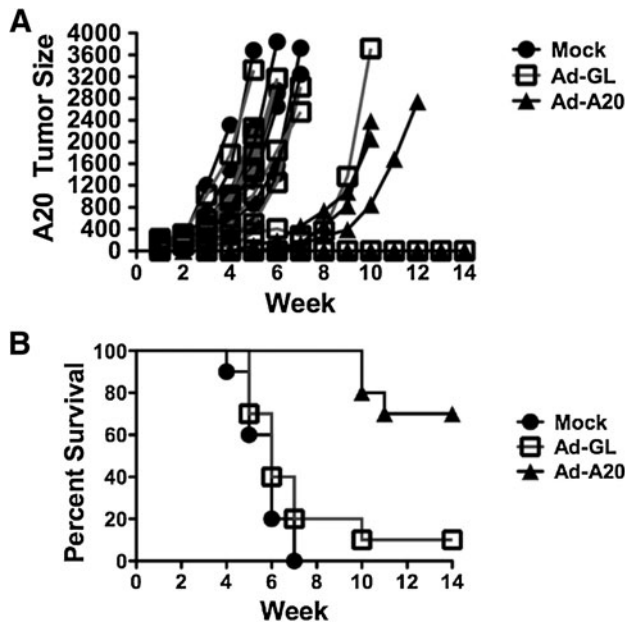 A
A20 Tumor Size
4000
3600
3200
2800
2400
2000
1600
1200
800
400
0
0 2 4 6 8 10 12 14
Week
Mock
Ad-GL
Ad-A20
B
Percent Survival
100
80
60
40
20
0
0 2 4 6 8 10 12 14
Week
Mock
Ad-GL
Ad-A20